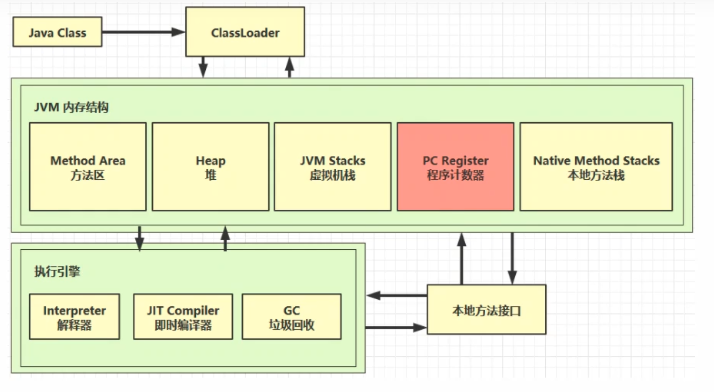 Java Class
ClassLoader
JVM 内存结构
Method Area
方法区
Heap
堆
JVM Stacks
虚拟机栈
PC Register
程序计数器
Native Method Stacks
本地方法栈
执行引擎
Interpreter
解释器
JIT Compiler
即时编译器
GC
垃圾回收
本地方法接口